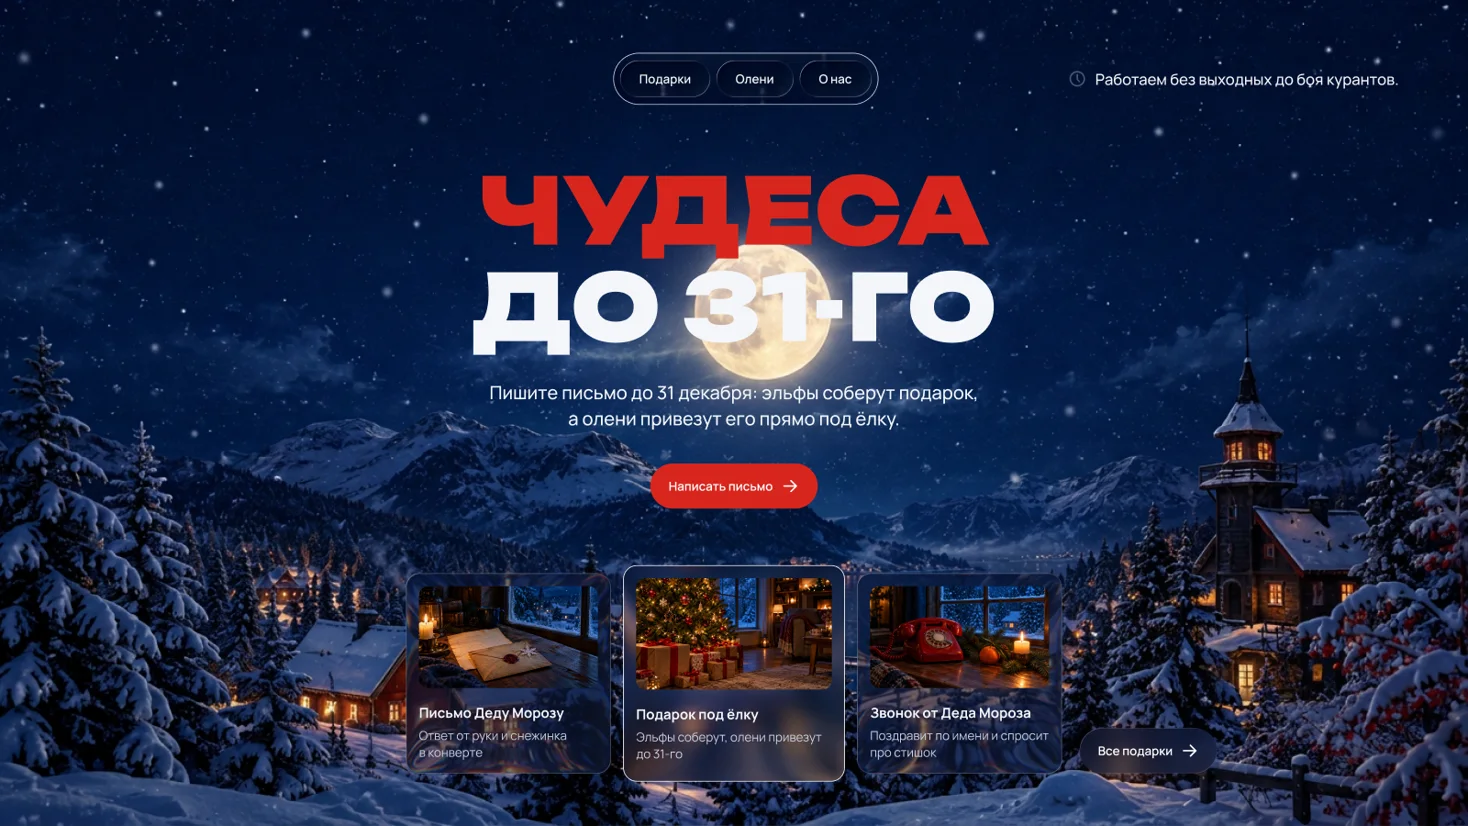 Подарки
Олени
О нас
Работаем без выходных до боя курантов.
ЧУДЕСА
ДО 31-ГО
Пишите письмо до 31 декабря: эльфы соберут подарок,
а олени привезут его прямо под ёлку.
Написать письмо
Письмо Деду Морозу
Ответ от руки и снежинка
в конверте
Подарок под ёлку
Эльфы соберут, олени привезут
до 31-го
Звонок от Деда Мороза
Поздравит по имени и спросит
про стишок
Все подарки